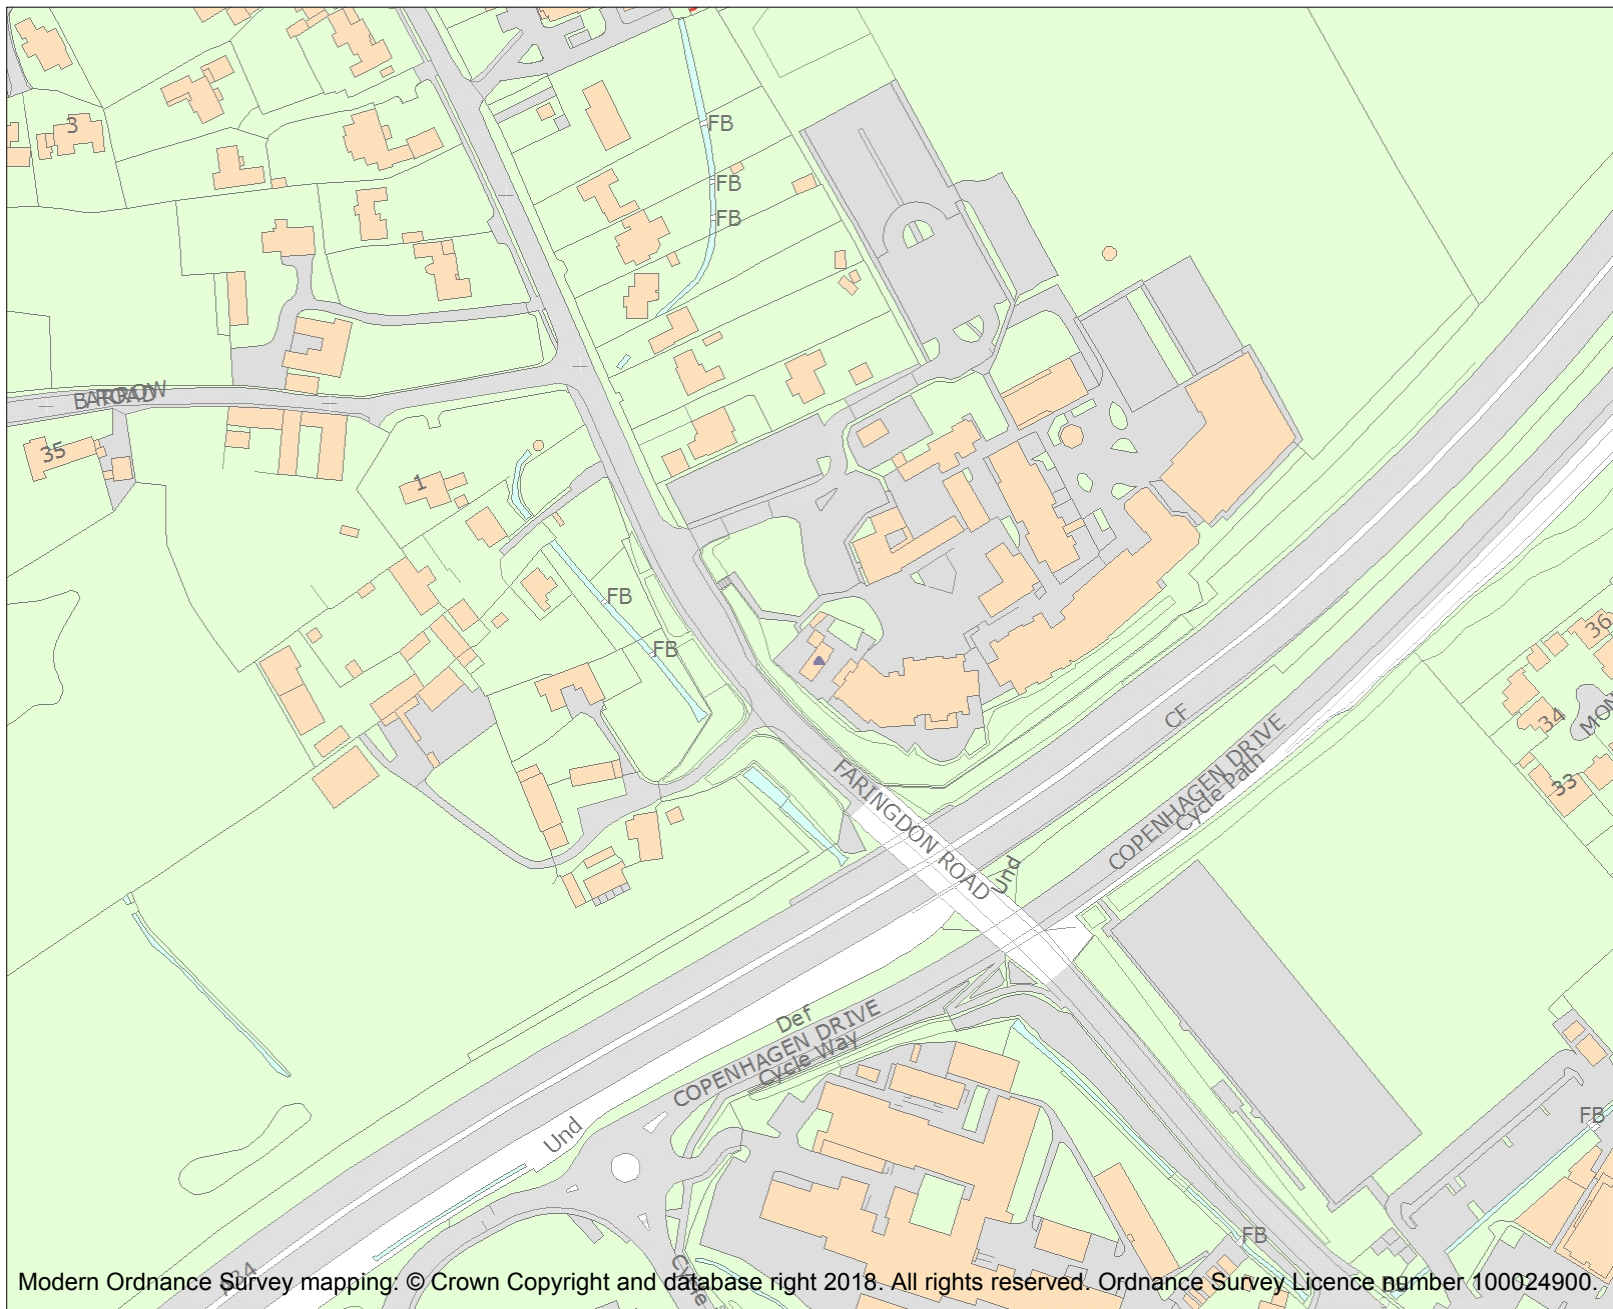 FB
3
FB
FB
BARROW
ROAD
35
1
FB
FB
36
34
33
CF
COPENHAGEN DRIVE
Cycle Path
FARINGDON ROAD
Und
Def
COPENHAGEN DRIVE
Cycle Way
FB
Und
FB
Cycle
A34
Modern Ordnance Survey mapping: © Crown Copyright and database right 2018. All rights reserved. Ordnance Survey Licence number 100024900.